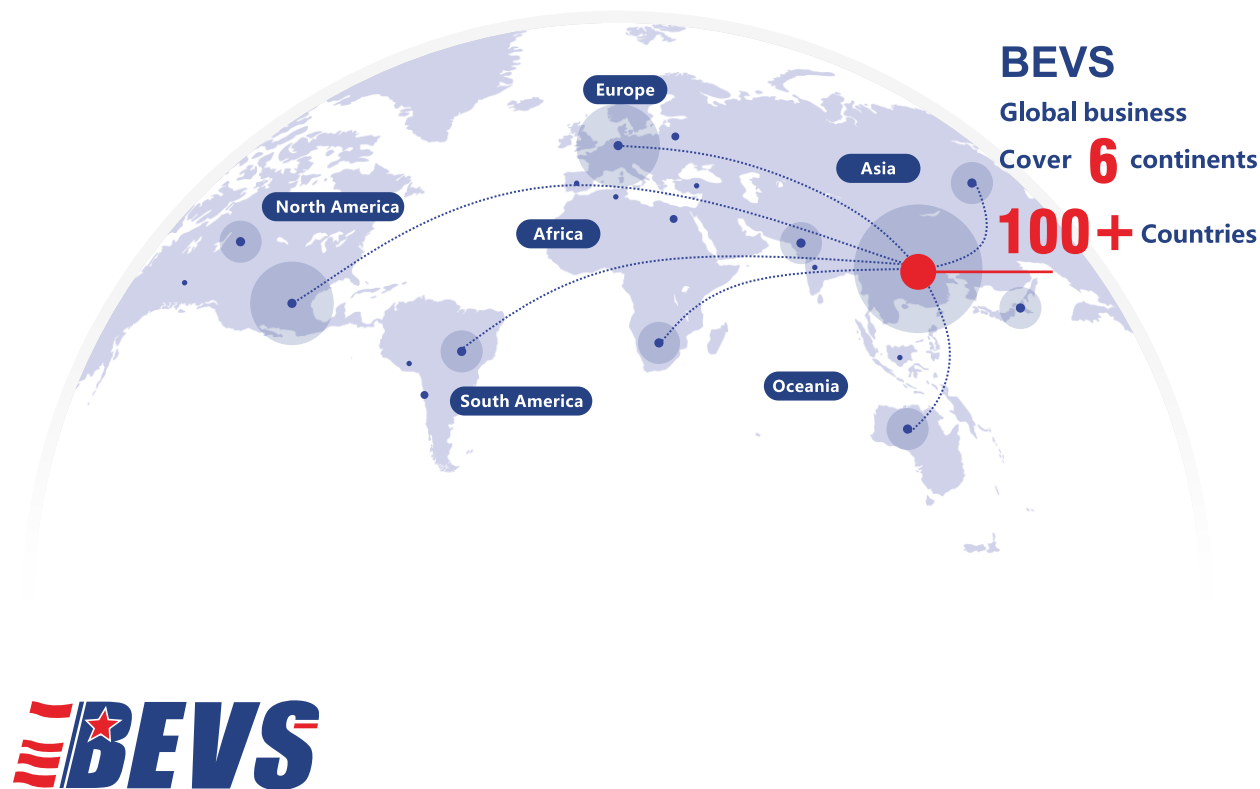 BEVS
Global business
Cover 6 continents
100+ Countries
Europe
Asia
North America
Africa
Oceania
South America
BEVS